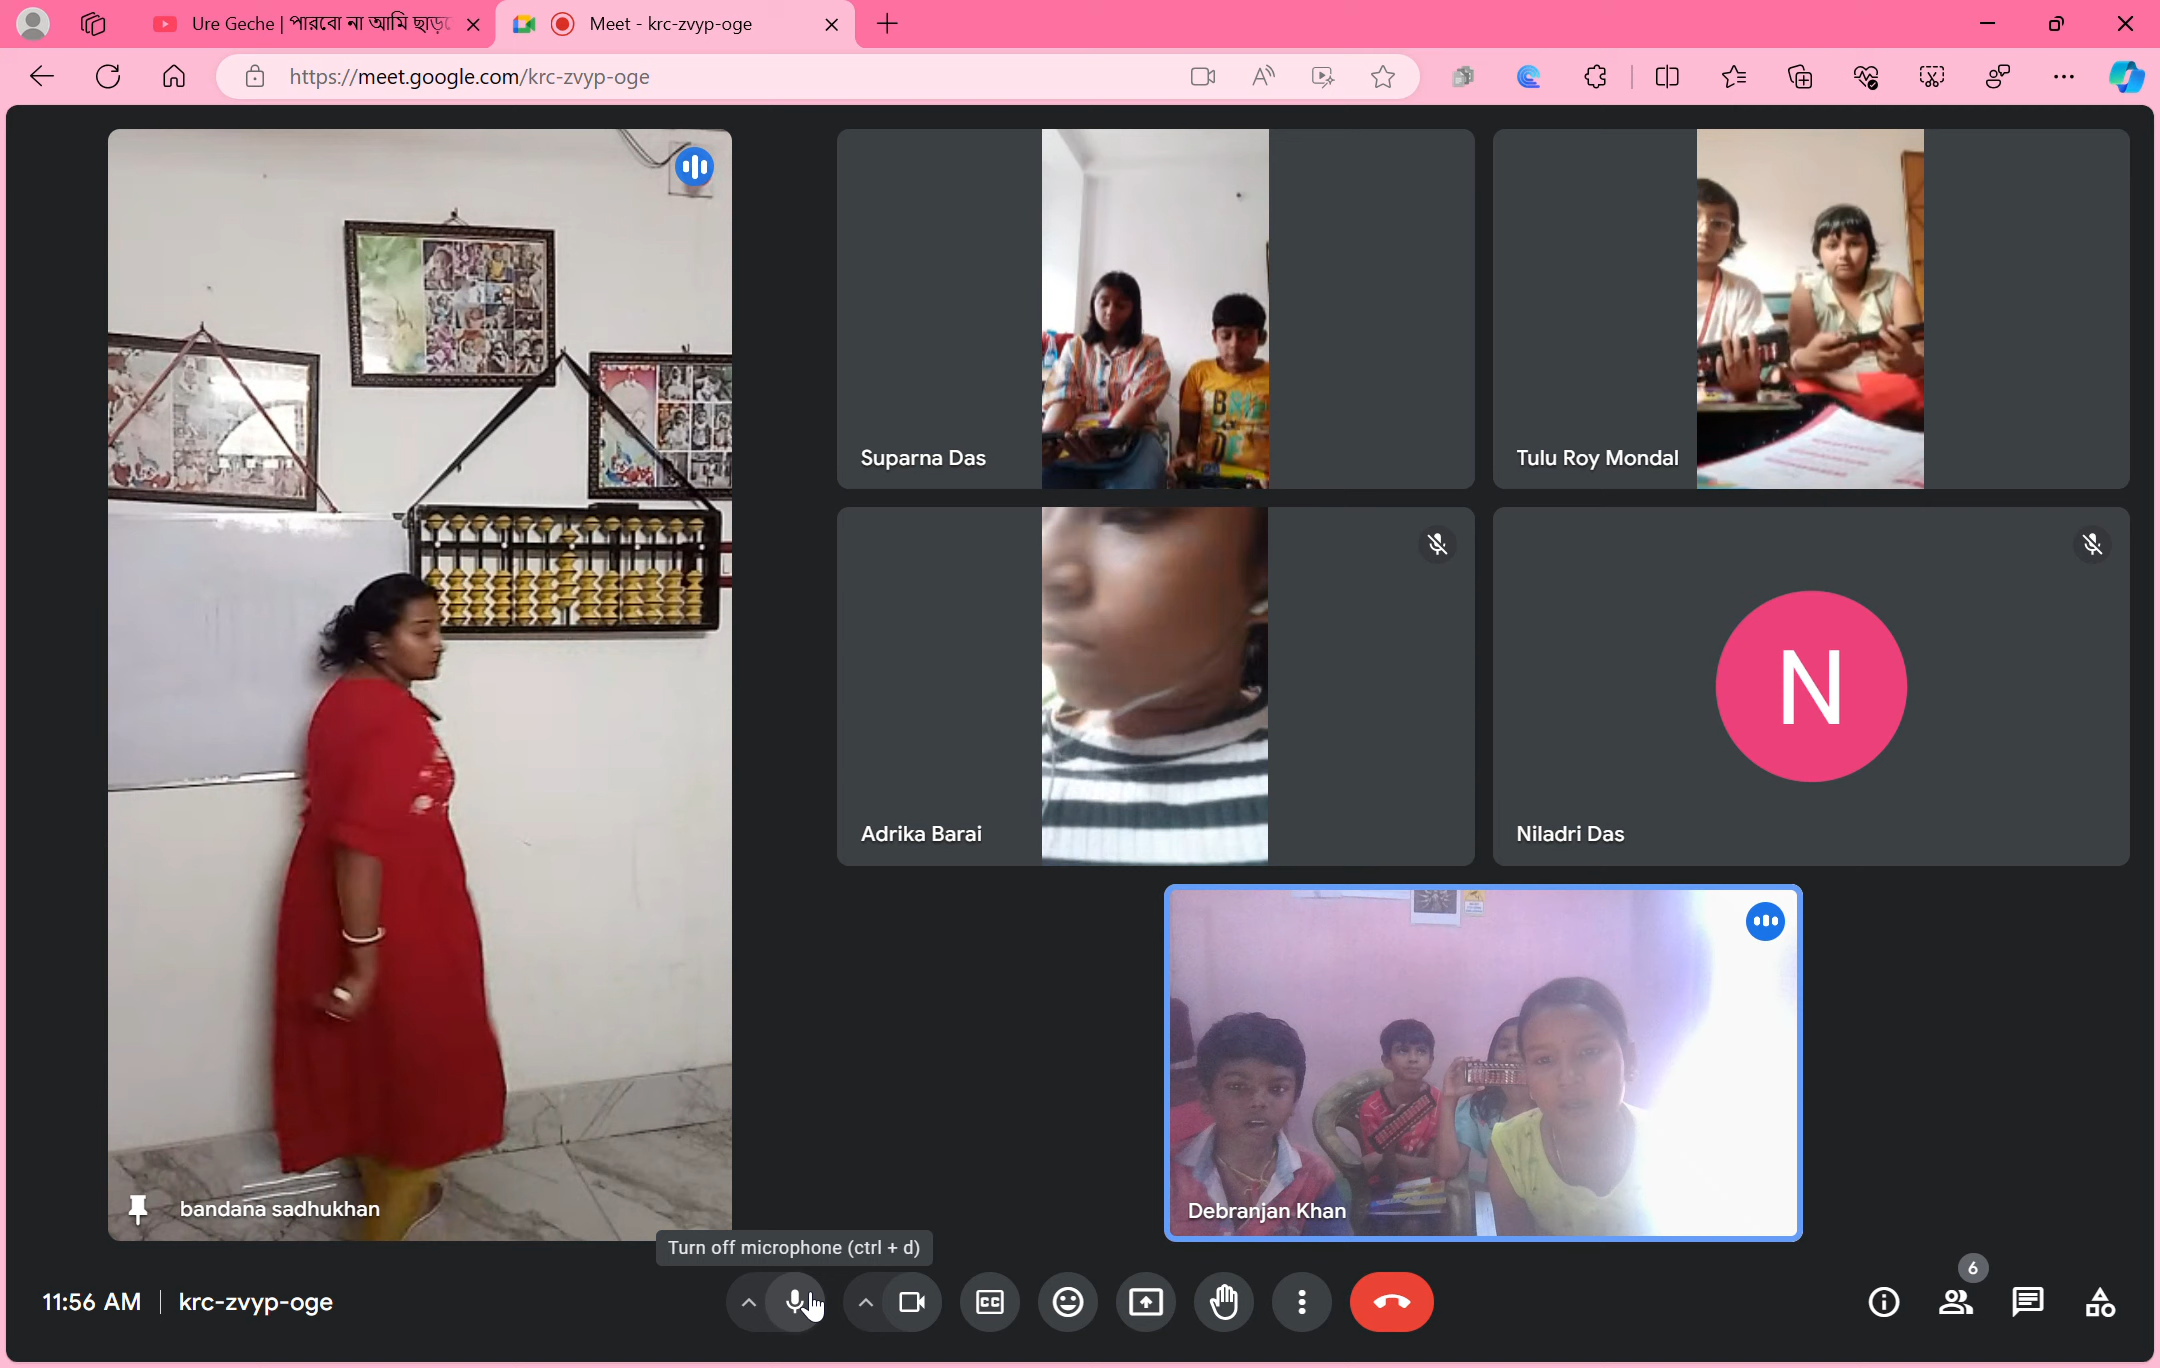 Ure Geche | পারবো না আমি ছাড়তে
Meet - krc-zvyp-oge
https://meet.google.com/krc-zvyp-oge
Suparna Das
Tulu Roy Mondal
Adrika Barai
N
Niladri Das
bandana sadhukhan
Debranjan Khan
Turn off microphone (ctrl + d)
6
11:56 AM | krc-zvyp-oge
CC